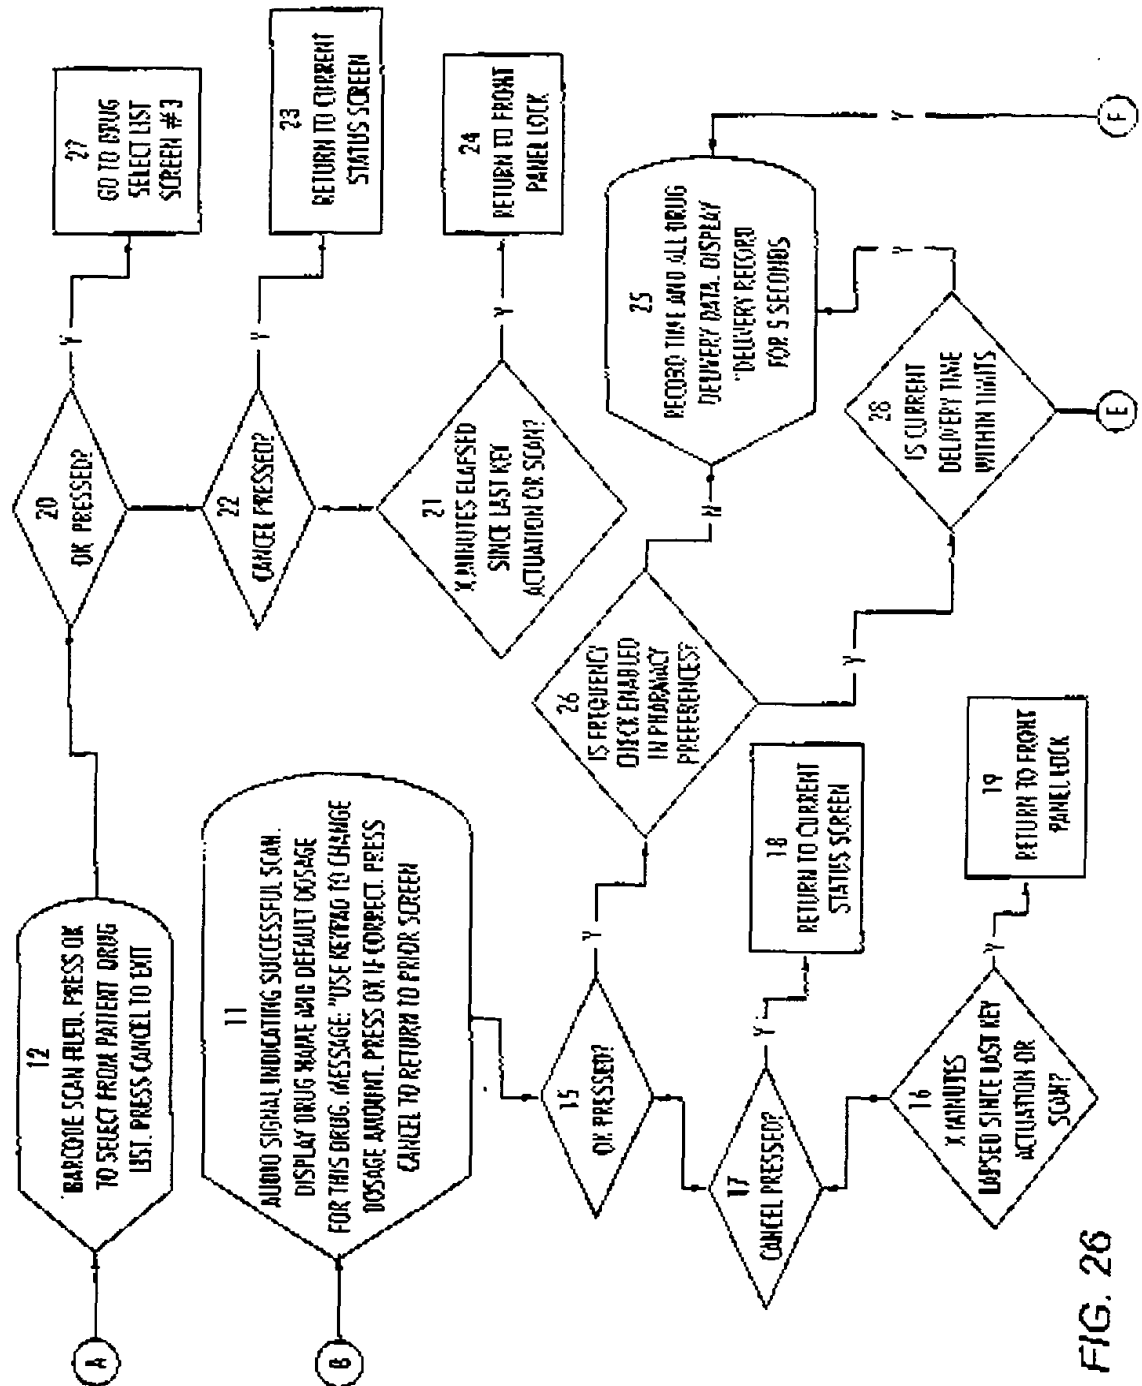 A
12
BARCODE SCAN FAILED. PRESS OK
TO SELECT FROM PATIENT DRUG
LIST. PRESS CANCEL TO EXIT
20
OK PRESSED?
Y
27
GO TO DRUG
SELECT LIST
SCREEN #3
22
CANCEL PRESSED?
Y
23
RETURN TO CURRENT
STATUS SCREEN
21
X MINUTES ELAPSED
SINCE LAST KEY
ACTUATION OR SCAN?
Y
24
RETURN TO FRONT
PANEL LOCK
B
11
AUDIO SIGNAL INDICATING SUCCESSFUL SCAN.
DISPLAY DRUG NAME AND DEFAULT DOSAGE
FOR THIS DRUG. MESSAGE: "USE KEYPAD TO CHANGE
DOSAGE AMOUNT. PRESS OK IF CORRECT. PRESS
CANCEL TO RETURN TO PRIOR SCREEN
15
OK PRESSED?
Y
26
IS FREQUENCY
CHECK ENABLED
IN PHARMACY
PREFERENCES?
N
25
RECORD TIME AND ALL DRUG
DELIVERY DATA. DISPLAY
"DELIVERY RECORD
FOR 5 SECONDS
Y
F
Y
28
IS CURRENT
DELIVERY TIME
WITHIN LIMITS
Y
E
17
CANCEL PRESSED?
Y
18
RETURN TO CURRENT
STATUS SCREEN
16
X MINUTES
LAPSED SINCE LAST KEY
ACTUATION OR
SCAN?
Y
19
RETURN TO FRONT
PANEL LOCK
FIG. 26